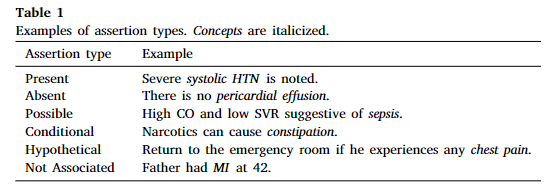 Table 1
Examples of assertion types. Concepts are italicized.
Assertion type Example
Present Severe systolic HTN is noted.
Absent There is no pericardial effusion.
Possible High CO and low SVR suggestive of sepsis.
Conditional Narcotics can cause constipation.
Hypothetical Return to the emergency room if he experiences any chest pain.
Not Associated Father had MI at 42.